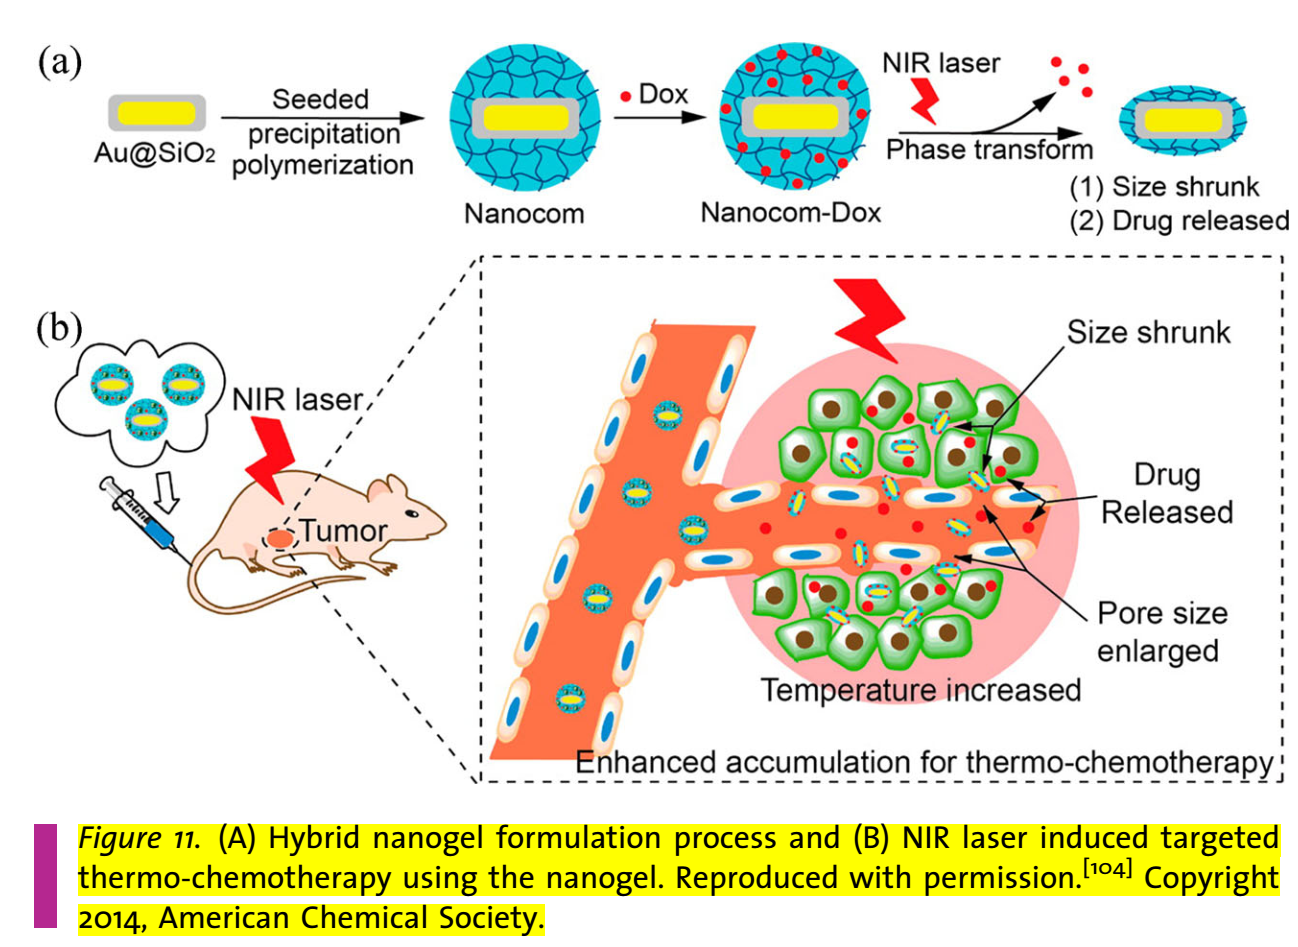 (a)
Au@SiO₂
Seeded
precipitation
polymerization
Nanocom
Dox
Nanocom-Dox
NIR laser
Phase transform
(1) Size shrunk
(2) Drug released
(b)
NIR laser
Tumor
Size shrunk
Drug
Released
Pore size
enlarged
Temperature increased
Enhanced accumulation for thermo-chemotherapy
Figure 11. (A) Hybrid nanogel formulation process and (B) NIR laser induced targeted
thermo-chemotherapy using the nanogel. Reproduced with permission.[104] Copyright
2014, American Chemical Society.